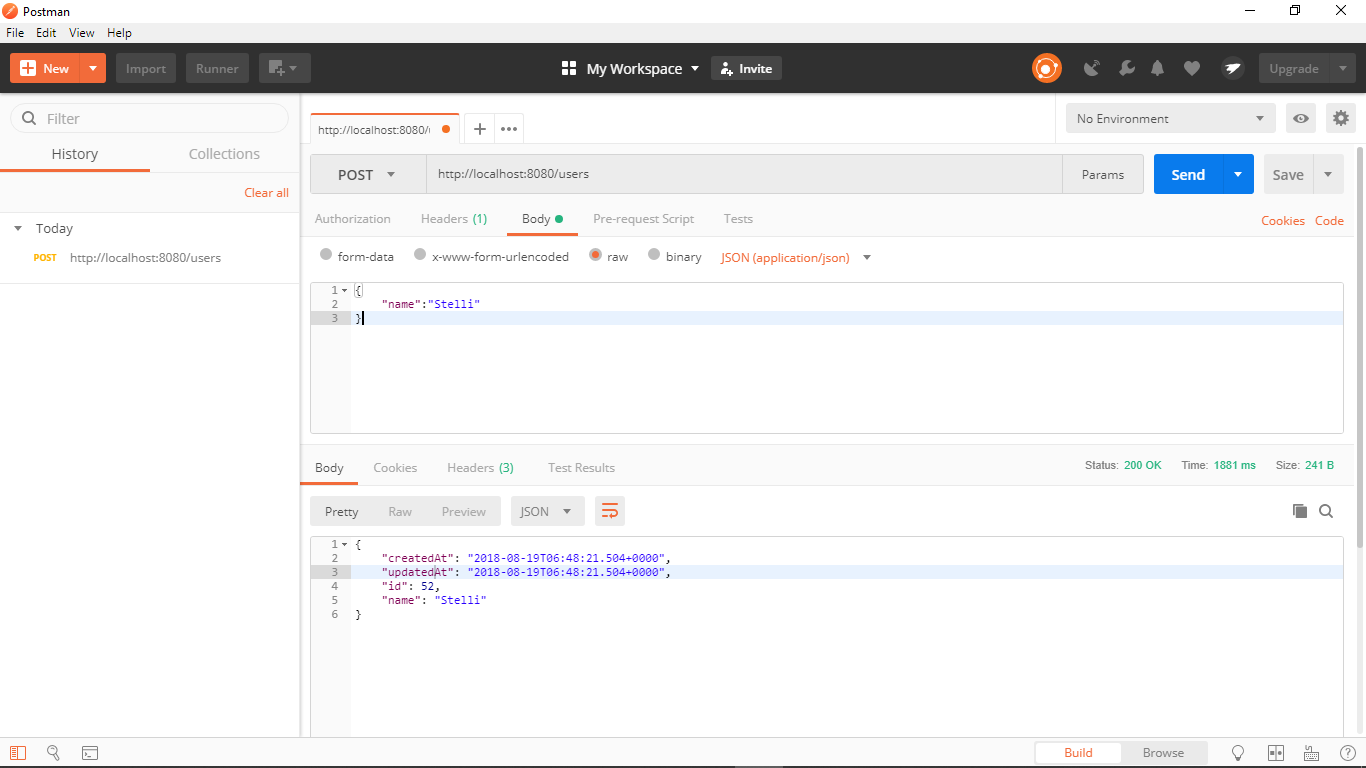 Postman
File Edit View Help
New Import Runner My Workspace Invite Upgrade
Filter
History Collections
Clear all
Today
POST http://localhost:8080/users
http://localhost:8080/
No Environment
POST http://localhost:8080/users Params Send Save
Authorization Headers (1) Body Pre-request Script Tests Cookies Code
form-data x-www-form-urlencoded raw binary JSON (application/json)
1 {
2 "name":"Stelli"
3 }
Body Cookies Headers (3) Test Results Status: 200 OK Time: 1881 ms Size: 241 B
Pretty Raw Preview JSON
1 {
2 "createdAt": "2018-08-19T06:48:21.504+0000",
3 "updatedAt": "2018-08-19T06:48:21.504+0000",
4 "id": 52,
5 "name": "Stelli"
6 }
Build Browse